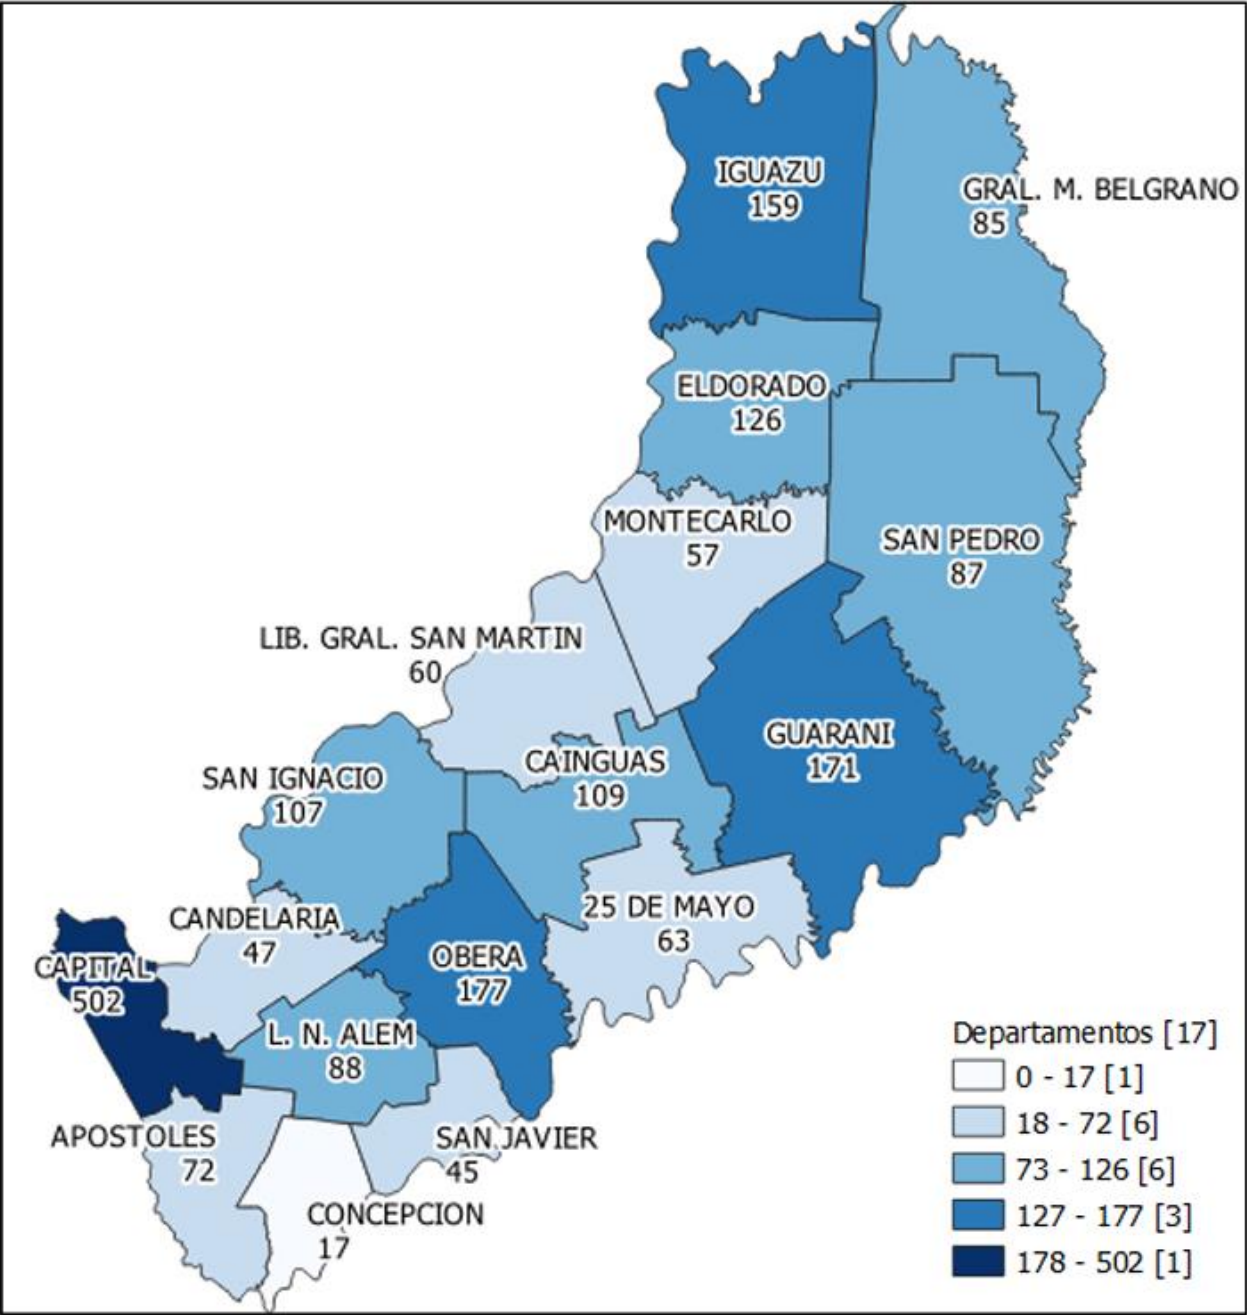 IGUAZU
159
GRAL. M. BELGRANO
85
ELDORADO
126
MONTECARLO
57
SAN PEDRO
87
LIB. GRAL. SAN MARTIN
60
GUARANI
171
CAINGUAS
109
SAN IGNACIO
107
25 DE MAYO
63
CANDELARIA
47
OBERA
177
CAPITAL
502
L. N. ALEM
88
APOSTOLES
72
SAN JAVIER
45
CONCEPCION
17
Departamentos [17]
0 - 17 [1]
18 - 72 [6]
73 - 126 [6]
127 - 177 [3]
178 - 502 [1]